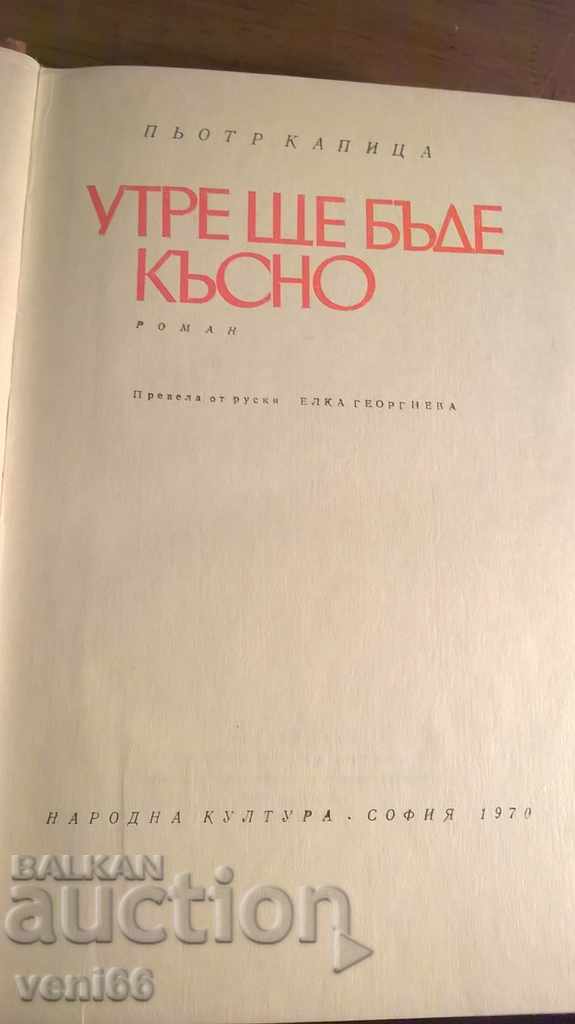 ПЬОТР КАПИЦА
УТРЕ ЩЕ БЪДЕ
КЪСНО
РОМАН
Превела от руски ЕЛКА ГЕОРГИЕВА
НАРОДНА КУЛТУРА · СОФИЯ 1970
BALKAN
auction
veni66